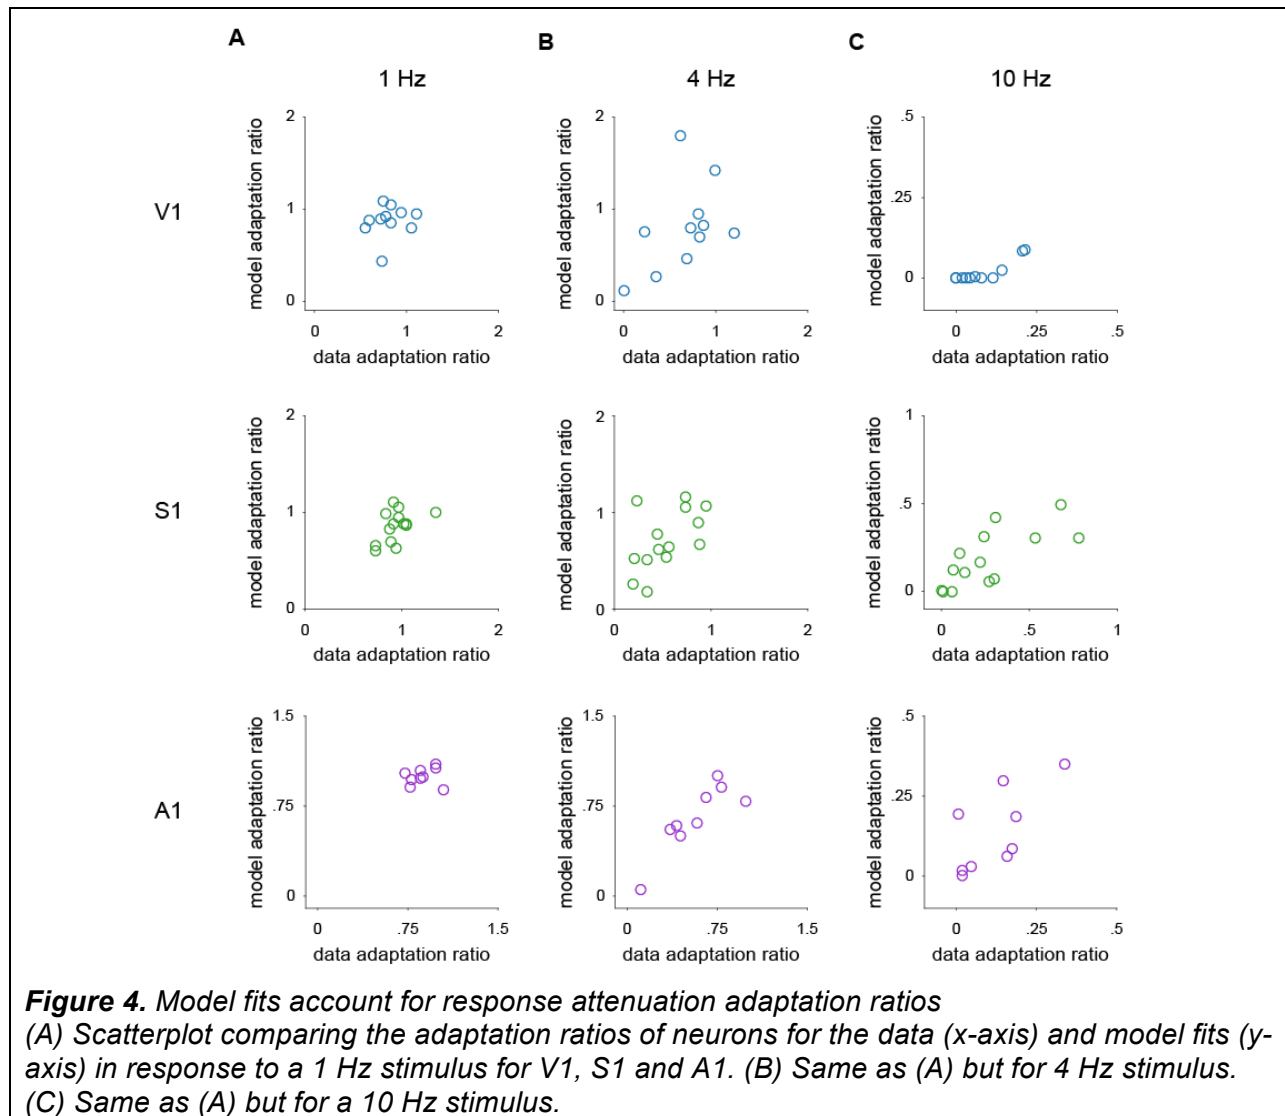 A
B
C
1 Hz
4 Hz
10 Hz
V1
model adaptation ratio
2
1
0
0
1
2
data adaptation ratio
model adaptation ratio
2
1
0
0
1
2
data adaptation ratio
model adaptation ratio
.5
.25
0
0
.25
.5
data adaptation ratio
S1
model adaptation ratio
2
1
0
0
1
2
data adaptation ratio
model adaptation ratio
2
1
0
0
1
2
data adaptation ratio
model adaptation ratio
1
.5
0
0
.5
1
data adaptation ratio
A1
model adaptation ratio
1.5
.75
0
0
.75
1.5
data adaptation ratio
model adaptation ratio
1.5
.75
0
0
.75
1.5
data adaptation ratio
model adaptation ratio
.5
.25
0
0
.25
.5
data adaptation ratio
Figure 4. Model fits account for response attenuation adaptation ratios
(A) Scatterplot comparing the adaptation ratios of neurons for the data (x-axis) and model fits (y-
axis) in response to a 1 Hz stimulus for V1, S1 and A1. (B) Same as (A) but for 4 Hz stimulus.
(C) Same as (A) but for a 10 Hz stimulus.